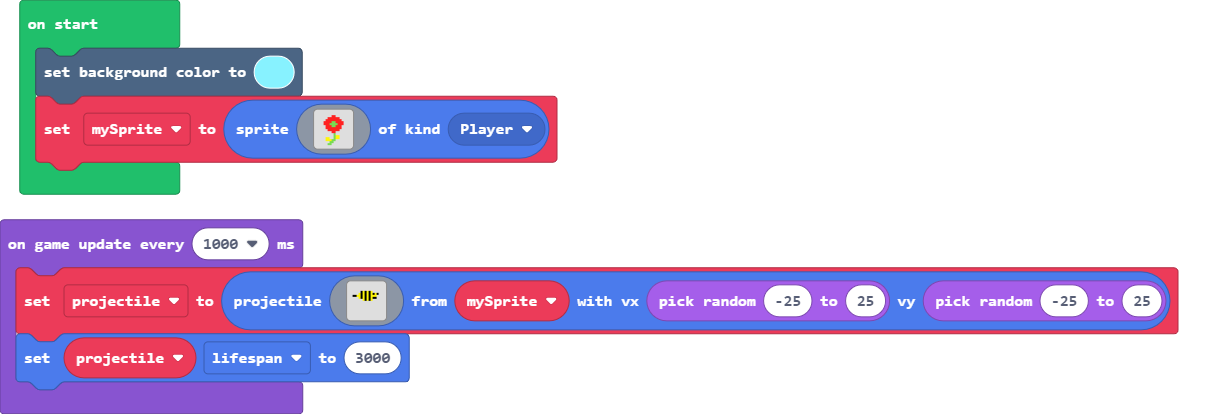 on start
set background color to
set mySprite to sprite of kind Player
on game update every 1000 ms
set projectile to projectile from mySprite with vx pick random -25 to 25 vy pick random -25 to 25
set projectile lifespan to 3000